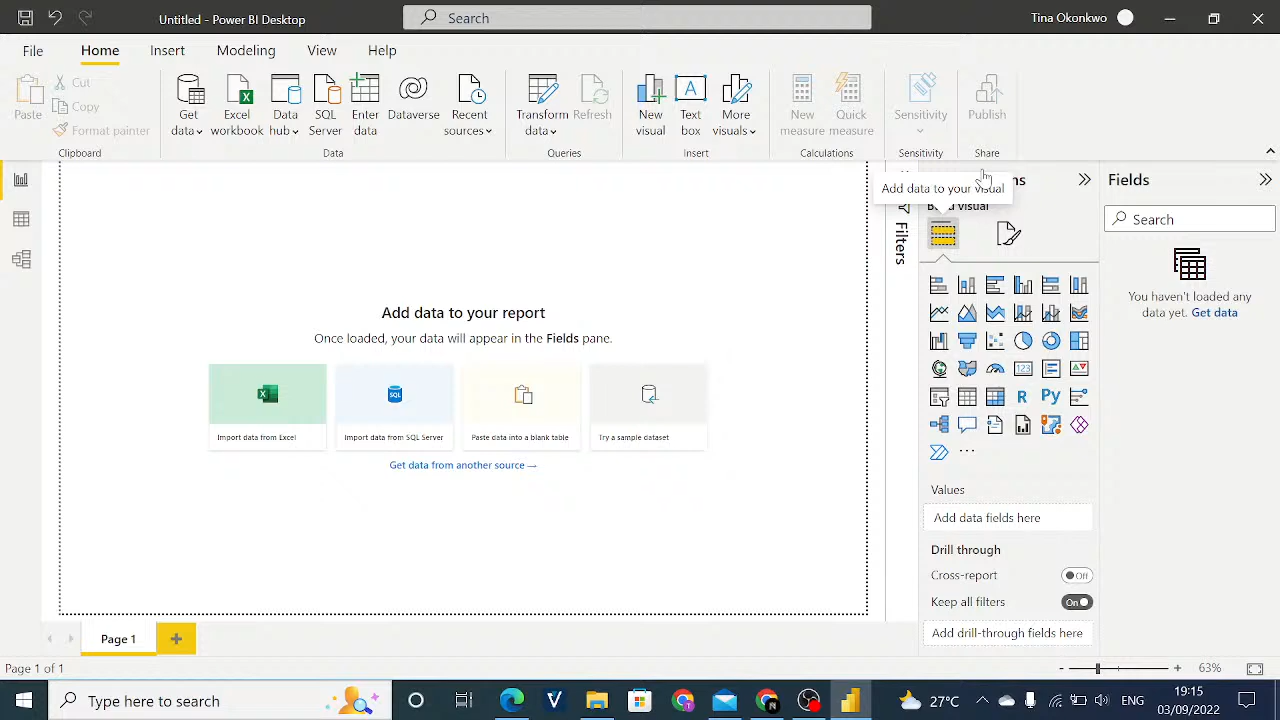 Untitled - Power BI Desktop
Search
Tina Okonkwo
File
Home
Insert
Modeling
View
Help
Paste
Cut
Copy
Format painter
Clipboard
Get data
Excel workbook
Data hub
SQL Server
Enter data
Dataverse
Recent sources
Data
Transform data
Refresh
Queries
New visual
Text box
More visuals
Insert
New measure
Quick measure
Calculations
Sensitivity
Sensitivity
Publish
Share
Add data to your report
Once loaded, your data will appear in the Fields pane.
Import data from Excel
SQL
Import data from SQL Server
Paste data into a blank table
Try a sample dataset
Get data from another source
Filters
Add data to your visual
Fields
Search
You haven't loaded any
data yet. Get data
123
R
Py
Values
Add data fields here
Drill through
Cross-report
Off
Keep all filters
On
Add drill-through fields here
Page 1
Page 1 of 1
63%
Type here to search
27°C
ENG
19:15
03/09/2022